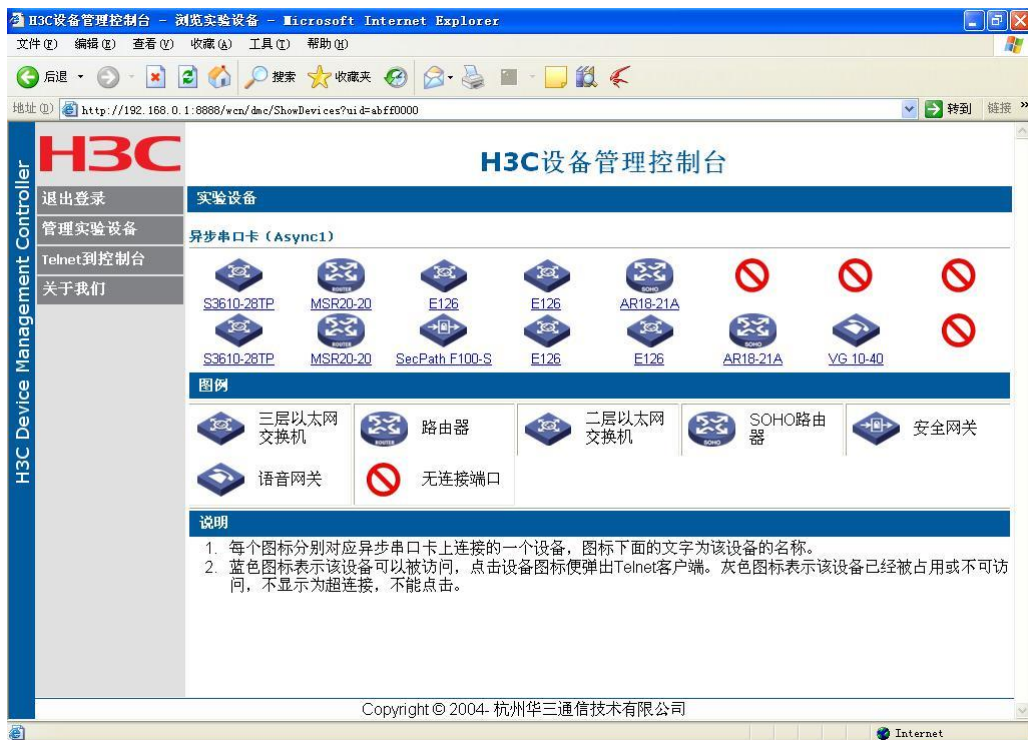 H3C设备管理控制台 - 浏览实验设备 - Microsoft Internet Explorer
文件(F) 编辑(E) 查看(V) 收藏(A) 工具(T) 帮助(H)
后退 搜索 收藏夹
地址(D) http://192.168.0.1:8888/wcn/dmc/ShowDevices?uid=abff0000 转到 链接 »
H3C Device Management Controller
H3C
H3C设备管理控制台
退出登录
管理实验设备
Telnet到控制台
关于我们
实验设备
异步串口卡（Async1）
ROUTER SOHO
S3610-28TP MSR20-20 E126 E126 AR18-21A
ROUTER SOHO
S3610-28TP MSR20-20 SecPath F100-S E126 E126 AR18-21A VG 10-40
图例
三层以太网交换机 ROUTER 路由器 二层以太网交换机 SOHO SOHO路由器 安全网关
语音网关 无连接端口
说明
1. 每个图标分别对应异步串口卡上连接的一个设备，图标下面的文字为该设备的名称。
2. 蓝色图标表示该设备可以被访问，点击设备图标便弹出Telnet客户端。灰色图标表示该设备已经被占用或不可访
问，不显示为超连接，不能点击。
Copyright © 2004- 杭州华三通信技术有限公司
Internet